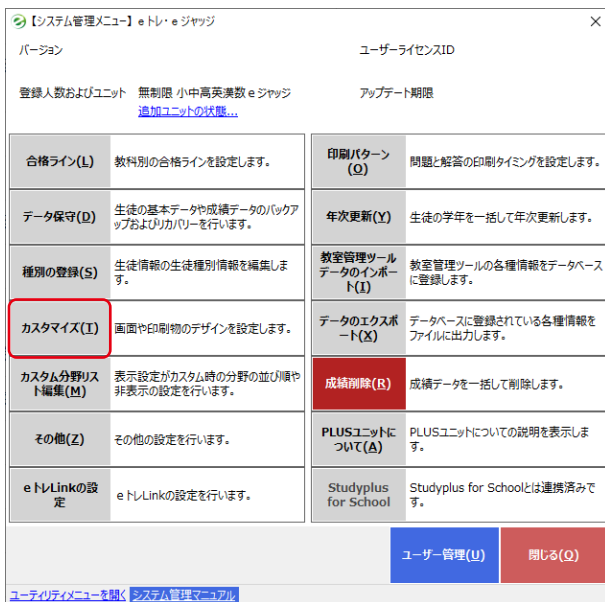 【システム管理メニュー】eトレ・eジャッジ
バージョン
ユーザーライセンスID
登録人数およびユニット 無制限 小中高英漢数eジャッジ
アップデート期限
追加ユニットの状態...
合格ライン(L)
教科別の合格ラインを設定します。
印刷パターン
(O)
問題と解答の印刷タイミングを設定します。
データ保守(D)
生徒の基本データや成績データのバックア
ップおよびリカバリーを行います。
年次更新(Y)
生徒の学年を一括して年次更新します。
種別の登録(S)
生徒情報の生徒種別情報を編集しま
す。
教室管理ツール
データのインポー
ト(I)
教室管理ツールの各種情報をデータベース
に登録します。
カスタマイズ(T)
画面や印刷物のデザインを設定します。
データのエクスポ
ート(X)
データベースに登録されている各種情報を
ファイルに出力します。
カスタム分野リス
ト編集(M)
表示設定がカスタム時の分野の並び順や
非表示の設定を行います。
成績削除(R)
成績データを一括して削除します。
その他(Z)
その他の設定を行います。
PLUSユニットに
ついて(A)
PLUSユニットについての説明を表示しま
す。
eトレLinkの設
定
eトレLinkの設定を行います。
Studyplus
for School
Studyplus for Schoolとは連携済みで
す。
ユーザー管理(U)
閉じる(Q)
ユーティリティメニューを開く システム管理マニュアル